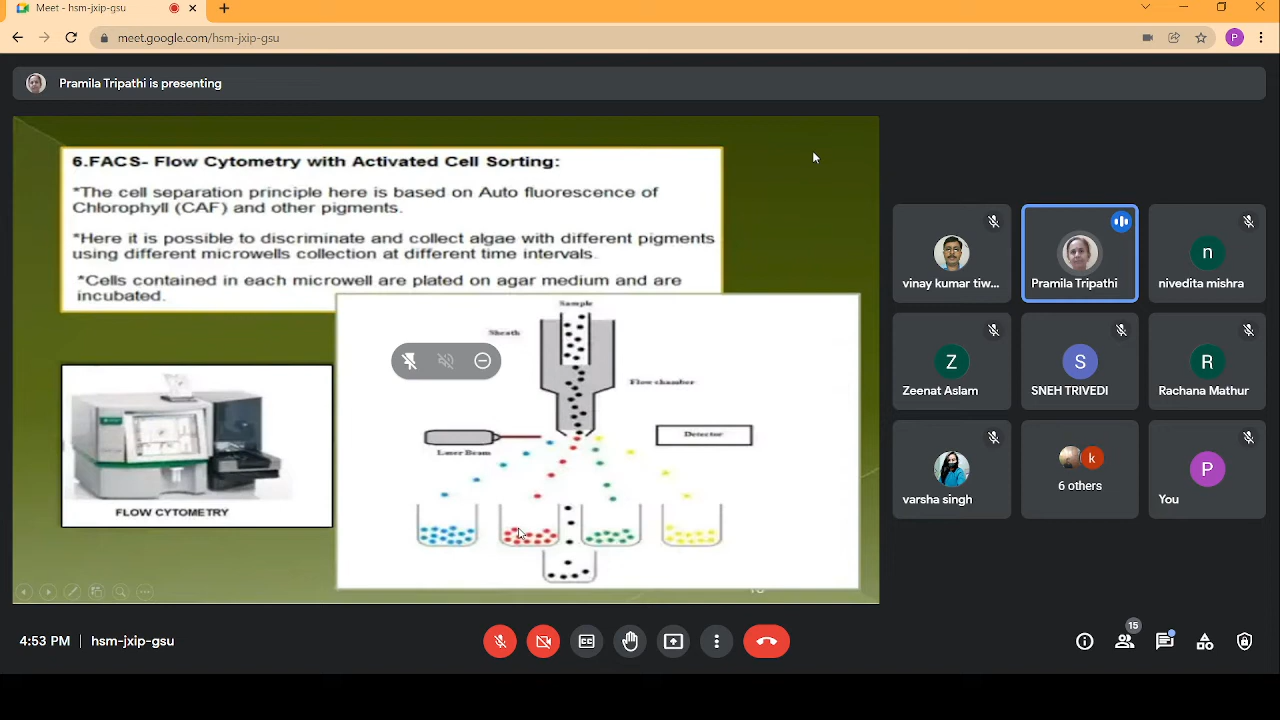 Meet - hsm-jxip-gsu
meet.google.com/hsm-jxip-gsu
P
Pramila Tripathi is presenting
6.FACS- Flow Cytometry with Activated Cell Sorting:
*The cell separation principle here is based on Auto fluorescence of
Chlorophyll (CAF) and other pigments.
*Here it is possible to discriminate and collect algae with different pigments
using different microwells collection at different time intervals.
*Cells contained in each microwell are plated on agar medium and are
incubated.
Sample
Sheath
Flow chamber
Laser Beam
Detector
FLOW CYTOMETRY
vinay kumar tiw...
Pramila Tripathi
n
nivedita mishra
Z
Zeenat Aslam
S
SNEH TRIVEDI
R
Rachana Mathur
varsha singh
k
6 others
P
You
4:53 PM
hsm-jxip-gsu
15